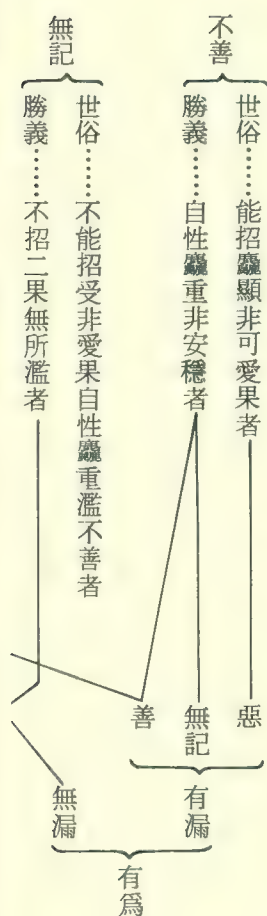 不善
世俗……能招麤顯非可愛果者
勝義……自性麤重非安穩者
無記
世俗……不能招受非愛果自性麤重濫不善者
勝義……不招二果無所濫者
惡
無記
善
有漏
無漏
有爲